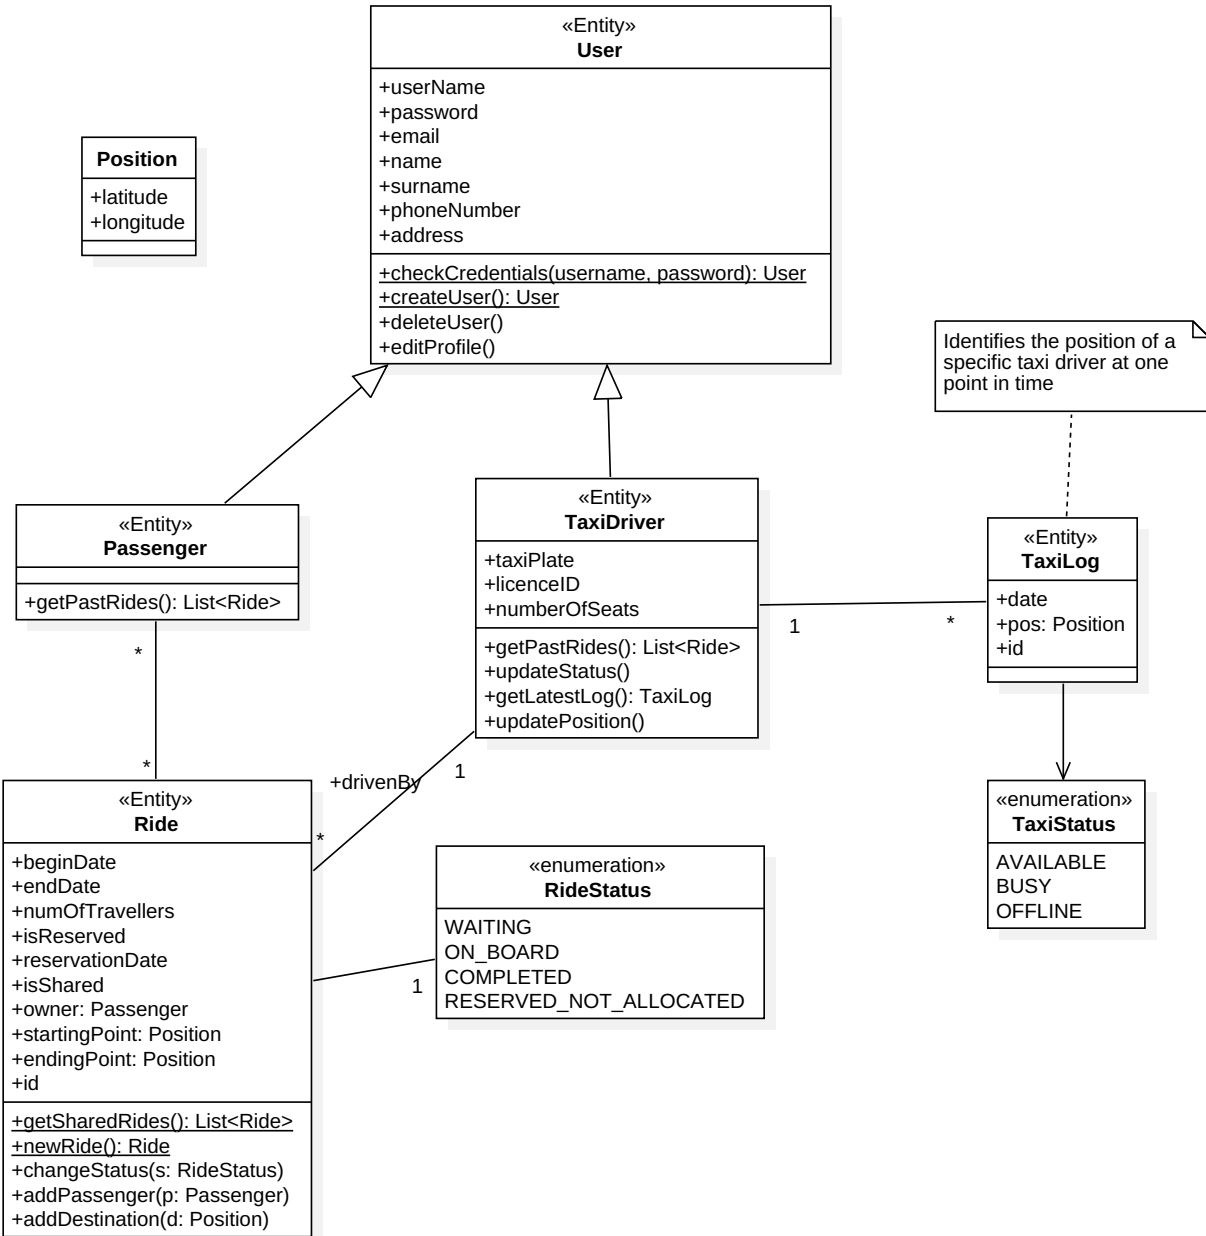 «Entity»
User
+userName
+password
+email
+name
+surname
+phoneNumber
+address
+checkCredentials(username, password): User
+createUser(): User
+deleteUser()
+editProfile()
Position
+latitude
+longitude
Identifies the position of a
specific taxi driver at one
point in time
«Entity»
Passenger
+getPastRides(): List<Ride>
«Entity»
TaxiDriver
+taxiPlate
+licenceID
+numberOfSeats
+getPastRides(): List<Ride>
+updateStatus()
+getLatestLog(): TaxiLog
+updatePosition()
«Entity»
TaxiLog
+date
+pos: Position
+id
1
*
*
*
+drivenBy
1
*
«Entity»
Ride
+beginDate
+endDate
+numOfTravellers
+isReserved
+reservationDate
+isShared
+owner: Passenger
+startingPoint: Position
+endingPoint: Position
+id
+getSharedRides(): List<Ride>
+newRide(): Ride
+changeStatus(s: RideStatus)
+addPassenger(p: Passenger)
+addDestination(d: Position)
1
«enumeration»
RideStatus
WAITING
ON_BOARD
COMPLETED
RESERVED_NOT_ALLOCATED
«enumeration»
TaxiStatus
AVAILABLE
BUSY
OFFLINE